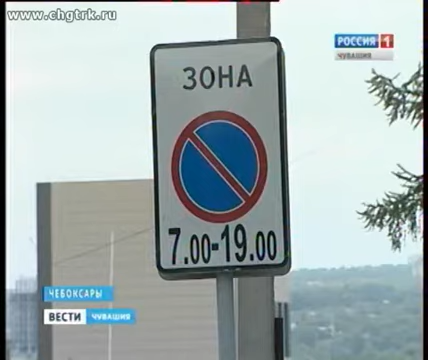 www.chgtrk.ru
РОССИЯ 1
ЧУВАШИЯ
ЗОНА
7.00-19.00
ЧЕБОКСАРЫ
ВЕСТИ ЧУВАШИЯ